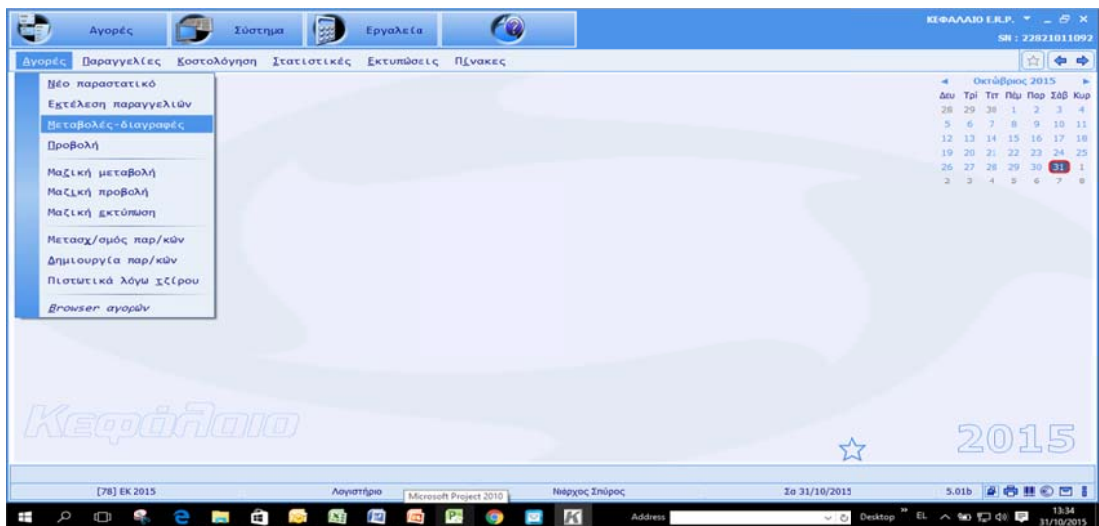 Αγορές Σύστημα Εργαλεία
ΚΕΦΑΛΑΙΟ E.R.P.
SN : 22821011092
Αγορές Παραγγελίες Κοστολόγηση Στατιστικές Εκτυπώσεις Πίνακες
Νέο παραστατικό
Εκτέλεση παραγγελιών
Μεταβολές-διαγραφές
Προβολή
Μαζική μεταβολή
Μαζική προβολή
Μαζική εκτύπωση
Μετασχ/σμός παρ/κών
Δημιουργία παρ/κών
Πιστωτικά λόγω τζίρου
Browser αγορών
Οκτώβριος 2015
Δευ Τρί Τετ Πέμ Παρ Σάβ Κυρ
28 29 30 1 2 3 4
5 6 7 8 9 10 11
12 13 14 15 16 17 18
19 20 21 22 23 24 25
26 27 28 29 30 31 1
2 3 4 5 6 7 8
Κεφάλαιο
2015
[78] ΕΚ 2015 Λογιστήριο Νιάρχος Σπύρος Σα 31/10/2015 5.01b
Microsoft Project 2010
Address Desktop EL 13:34
31/10/2015